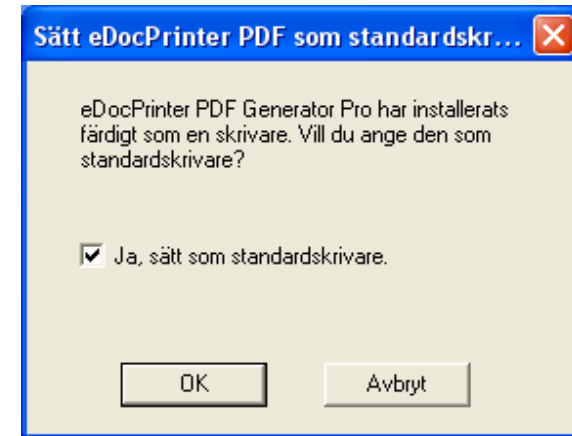 Sätt eDocPrinter PDF som standardskr...
eDocPrinter PDF Generator Pro har installerats
färdigt som en skrivare. Vill du ange den som
standardskrivare?
Ja, sätt som standardskrivare.
OK
Avbryt